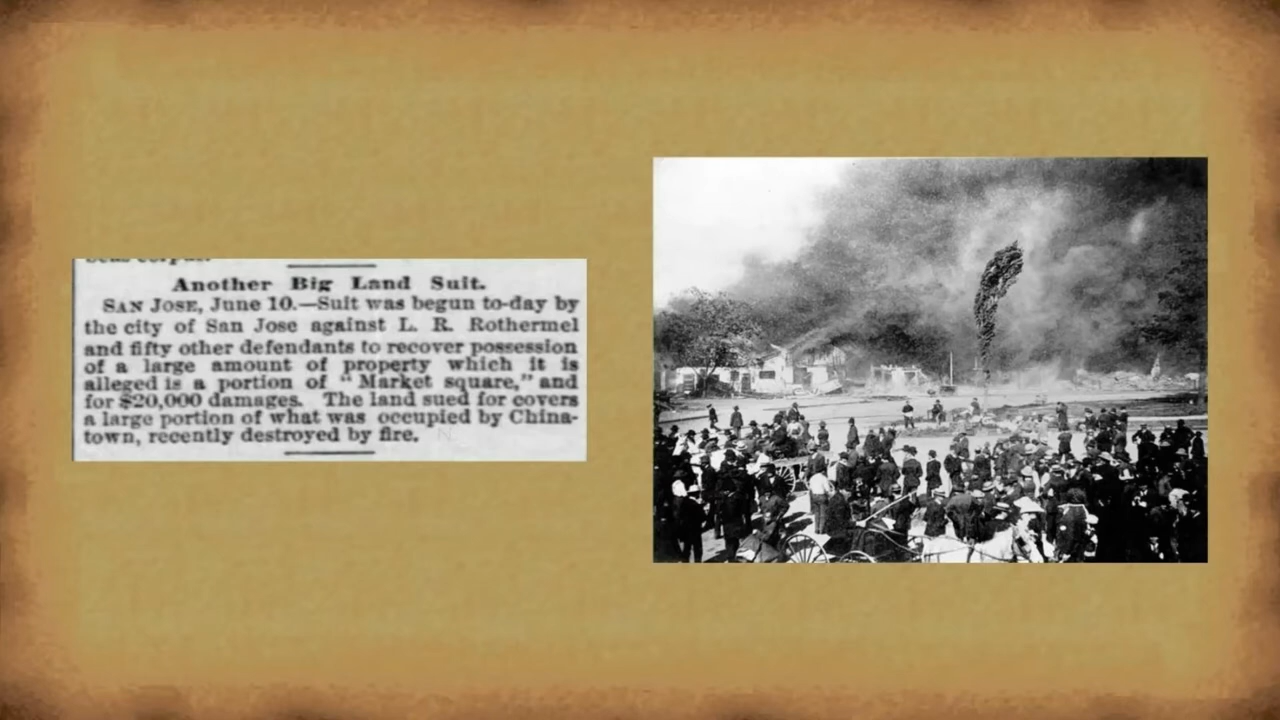 Another Big Land Suit.
SAN JOSE, June 10.—Suit was begun to-day by
the city of San Jose against L. R. Rothermel
and fifty other defendants to recover possession
of a large amount of property which it is
alleged is a portion of “Market square,” and
for $20,000 damages. The land sued for covers
a large portion of what was occupied by China-
town, recently destroyed by fire.